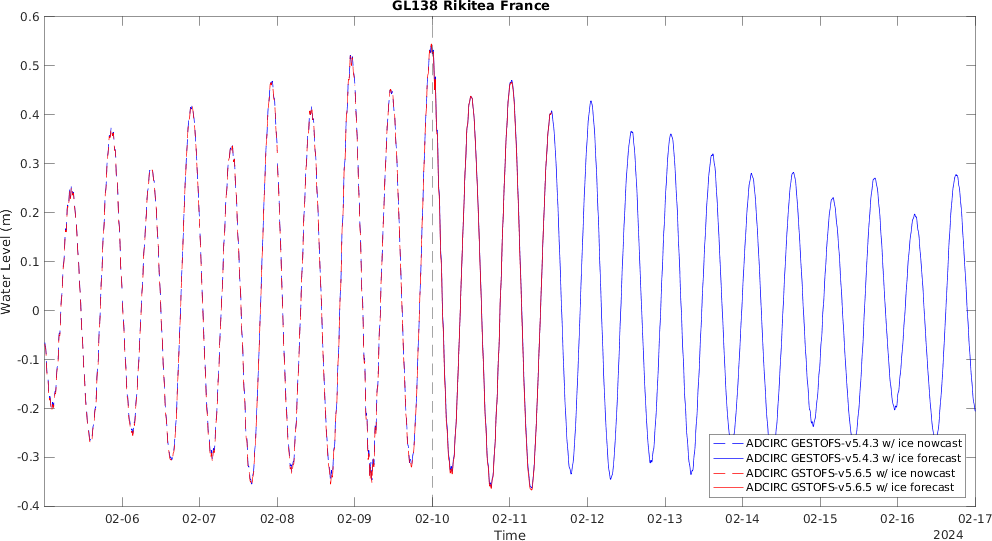 GL138 Rikitea France
0.6
0.5
0.4
0.3
0.2
0.1
0
-0.1
-0.2
-0.3
-0.4
Water Level (m)
ADCIRC GESTOFS-v5.4.3 w/ ice nowcast
ADCIRC GESTOFS-v5.4.3 w/ ice forecast
ADCIRC GSTOFS-v5.6.5 w/ ice nowcast
ADCIRC GSTOFS-v5.6.5 w/ ice forecast
02-06 02-07 02-08 02-09 02-10 02-11 02-12 02-13 02-14 02-15 02-16 02-17
Time
2024